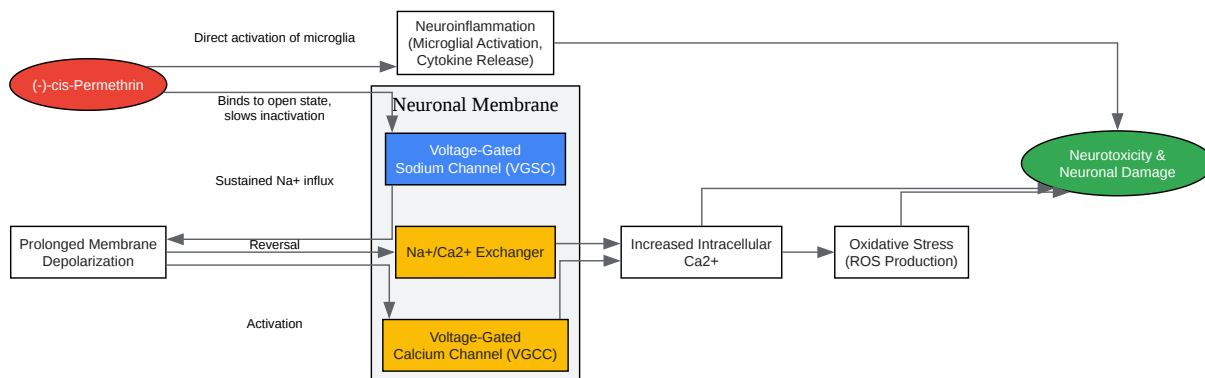 Neuroinflammation
(Microglial Activation,
Cytokine Release)
Direct activation of microglia
(-)-cis-Permethrin
Binds to open state,
slows inactivation
Neuronal Membrane
Voltage-Gated
Sodium Channel (VGSC)
Neurotoxicity &
Neuronal Damage
Sustained Na+ influx
Prolonged Membrane
Depolarization
Reversal
Na+/Ca2+ Exchanger
Increased Intracellular
Ca2+
Oxidative Stress
(ROS Production)
Activation
Voltage-Gated
Calcium Channel (VGCC)